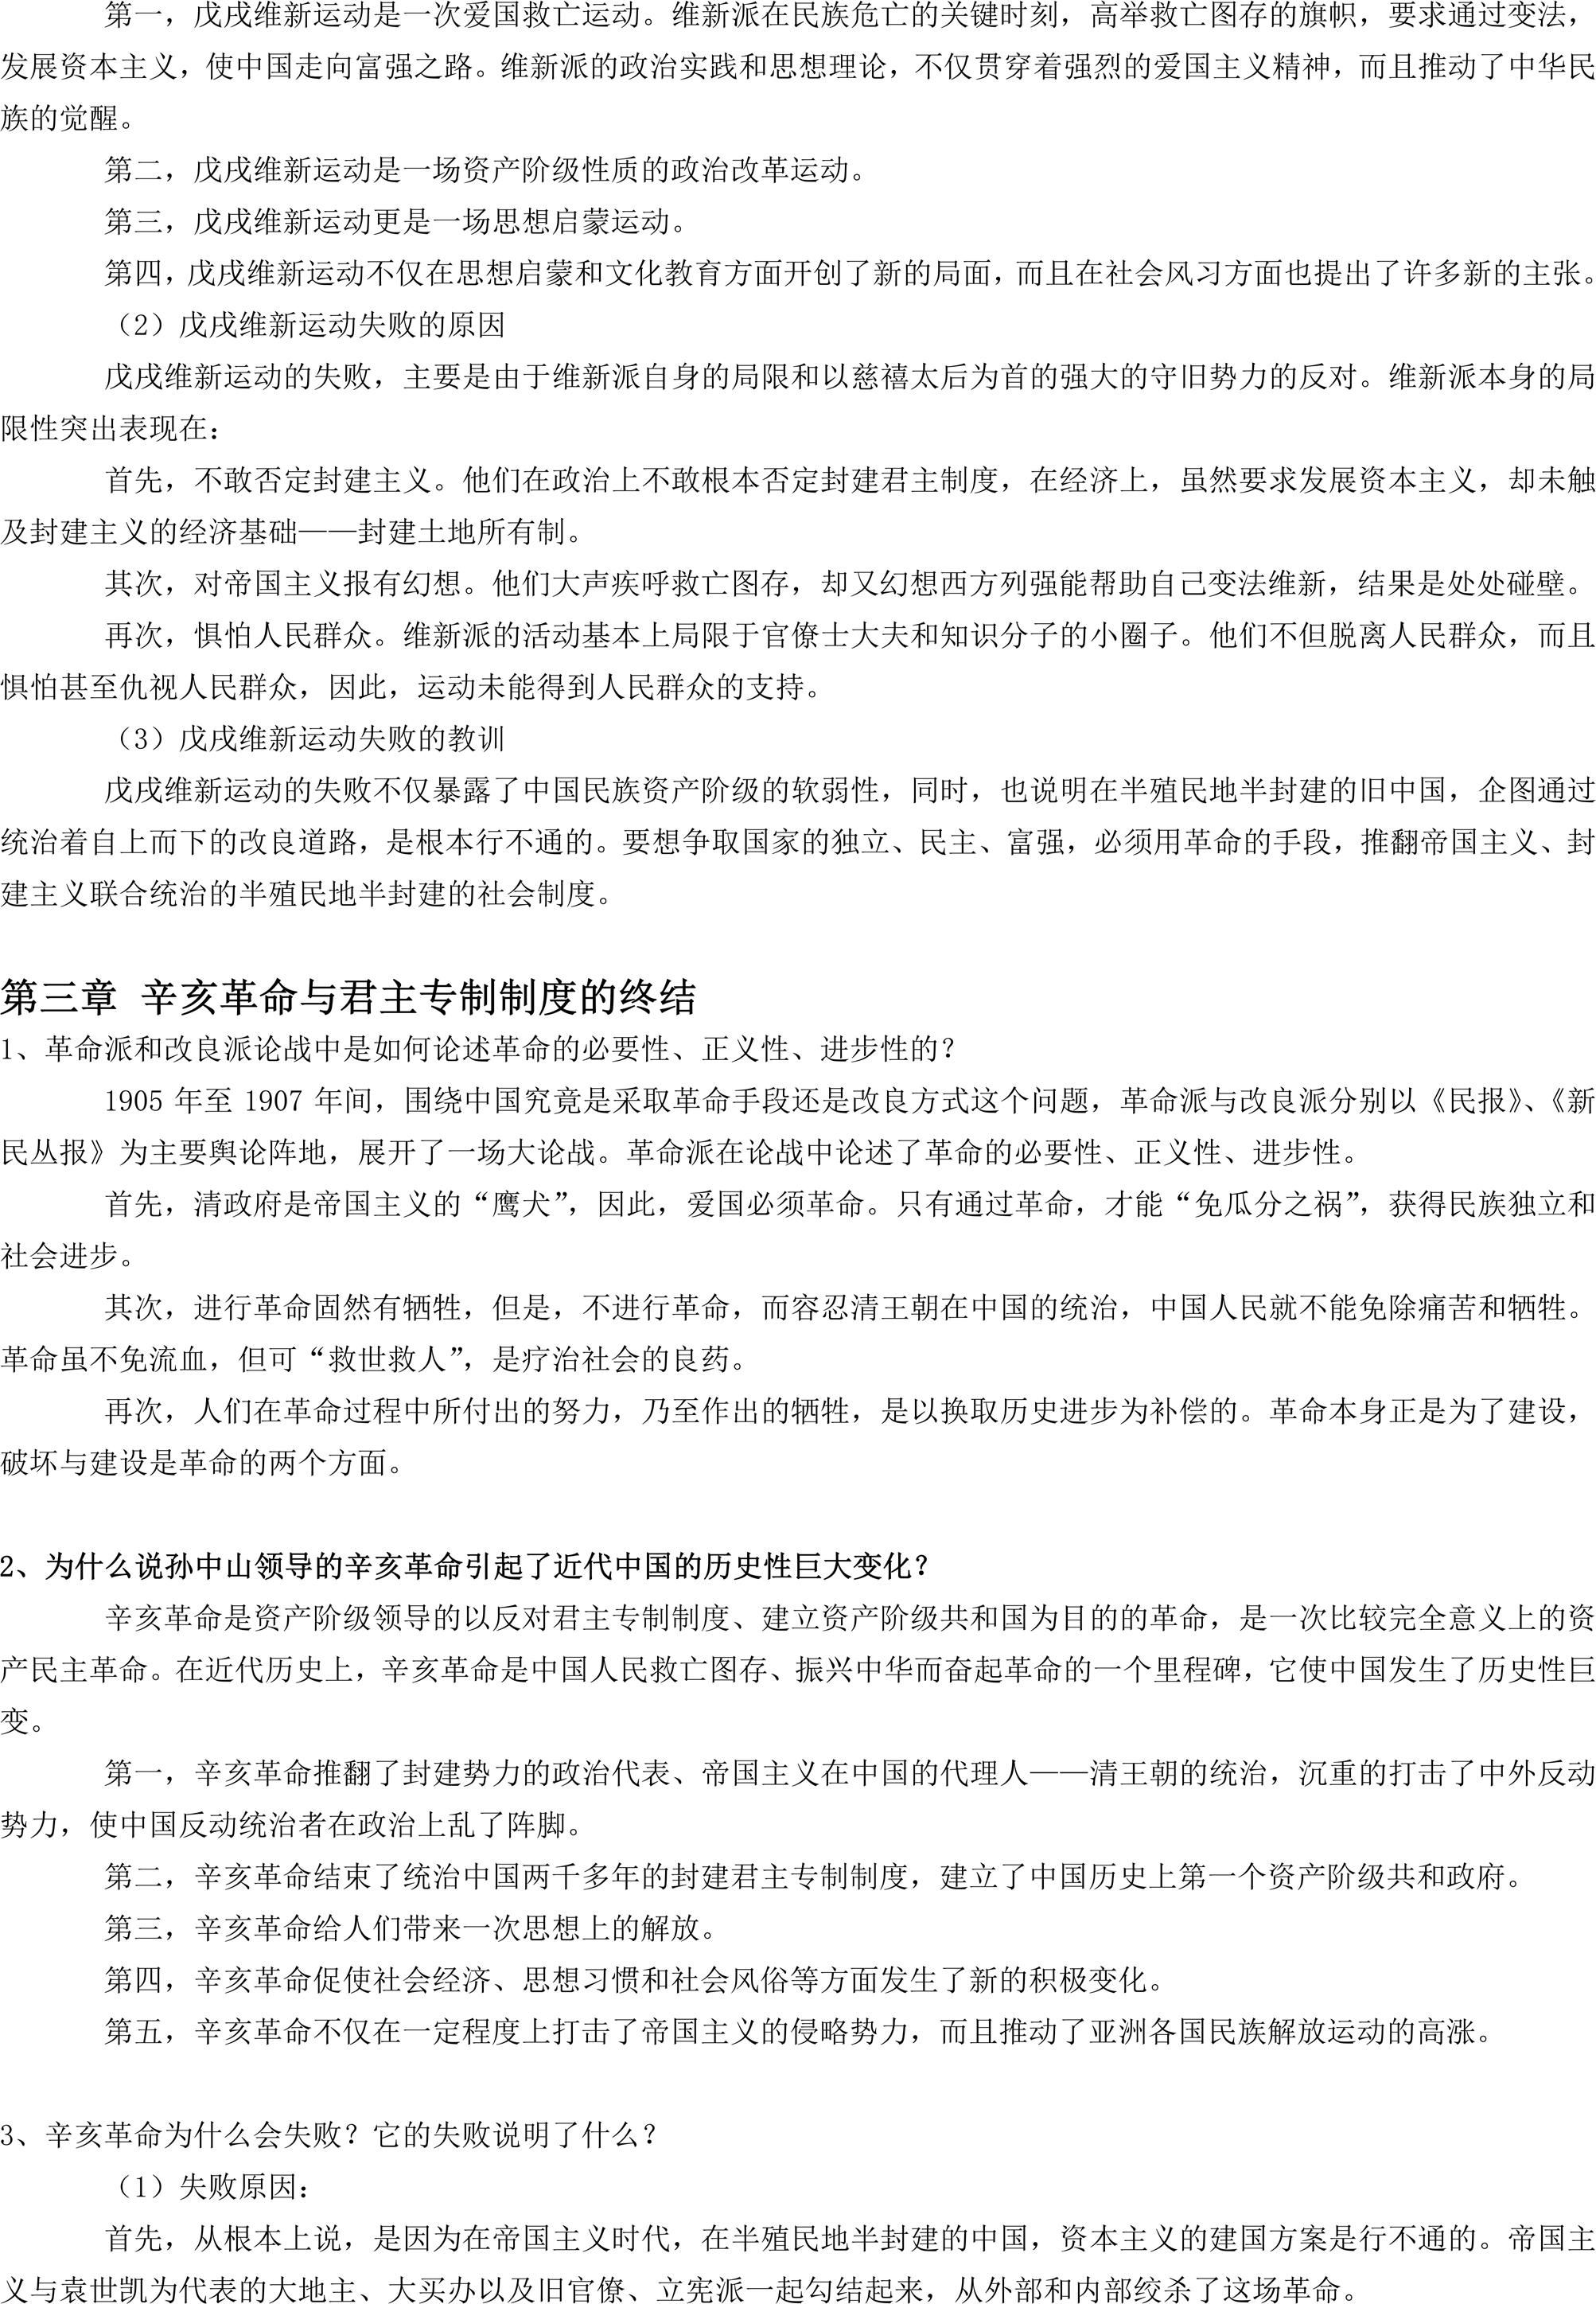 第一，戊戌维新运动是一次爱国救亡运动。维新派在民族危亡的关键时刻，高举救亡图存的旗帜，要求通过变法，
发展资本主义，使中国走向富强之路。维新派的政治实践和思想理论，不仅贯穿着强烈的爱国主义精神，而且推动了中华民
族的觉醒。
第二，戊戌维新运动是一场资产阶级性质的政治改革运动。
第三，戊戌维新运动更是一场思想启蒙运动。
第四，戊戌维新运动不仅在思想启蒙和文化教育方面开创了新的局面，而且在社会风习方面也提出了许多新的主张。
（2）戊戌维新运动失败的原因
戊戌维新运动的失败，主要是由于维新派自身的局限和以慈禧太后为首的强大的守旧势力的反对。维新派本身的局
限性突出表现在：
首先，不敢否定封建主义。他们在政治上不敢根本否定封建君主制度，在经济上，虽然要求发展资本主义，却未触
及封建主义的经济基础——封建土地所有制。
其次，对帝国主义报有幻想。他们大声疾呼救亡图存，却又幻想西方列强能帮助自己变法维新，结果是处处碰壁。
再次，惧怕人民群众。维新派的活动基本上局限于官僚士大夫和知识分子的小圈子。他们不但脱离人民群众，而且
惧怕甚至仇视人民群众，因此，运动未能得到人民群众的支持。
（3）戊戌维新运动失败的教训
戊戌维新运动的失败不仅暴露了中国民族资产阶级的软弱性，同时，也说明在半殖民地半封建的旧中国，企图通过
统治着自上而下的改良道路，是根本行不通的。要想争取国家的独立、民主、富强，必须用革命的手段，推翻帝国主义、封
建主义联合统治的半殖民地半封建的社会制度。
第三章 辛亥革命与君主专制制度的终结
1、革命派和改良派论战中是如何论述革命的必要性、正义性、进步性的？
1905 年至 1907 年间，围绕中国究竟是采取革命手段还是改良方式这个问题，革命派与改良派分别以《民报》、《新
民丛报》为主要舆论阵地，展开了一场大论战。革命派在论战中论述了革命的必要性、正义性、进步性。
首先，清政府是帝国主义的“鹰犬”，因此，爱国必须革命。只有通过革命，才能“免瓜分之祸”，获得民族独立和
社会进步。
其次，进行革命固然有牺牲，但是，不进行革命，而容忍清王朝在中国的统治，中国人民就不能免除痛苦和牺牲。
革命虽不免流血，但可“救世救人”，是疗治社会的良药。
再次，人们在革命过程中所付出的努力，乃至作出的牺牲，是以换取历史进步为补偿的。革命本身正是为了建设，
破坏与建设是革命的两个方面。
2、为什么说孙中山领导的辛亥革命引起了近代中国的历史性巨大变化？
辛亥革命是资产阶级领导的以反对君主专制制度、建立资产阶级共和国为目的的革命，是一次比较完全意义上的资
产民主革命。在近代历史上，辛亥革命是中国人民救亡图存、振兴中华而奋起革命的一个里程碑，它使中国发生了历史性巨
变。
第一，辛亥革命推翻了封建势力的政治代表、帝国主义在中国的代理人——清王朝的统治，沉重的打击了中外反动
势力，使中国反动统治者在政治上乱了阵脚。
第二，辛亥革命结束了统治中国两千多年的封建君主专制制度，建立了中国历史上第一个资产阶级共和政府。
第三，辛亥革命给人们带来一次思想上的解放。
第四，辛亥革命促使社会经济、思想习惯和社会风俗等方面发生了新的积极变化。
第五，辛亥革命不仅在一定程度上打击了帝国主义的侵略势力，而且推动了亚洲各国民族解放运动的高涨。
3、辛亥革命为什么会失败？它的失败说明了什么？
（1）失败原因：
首先，从根本上说，是因为在帝国主义时代，在半殖民地半封建的中国，资本主义的建国方案是行不通的。帝国主
义与袁世凯为代表的大地主、大买办以及旧官僚、立宪派一起勾结起来，从外部和内部绞杀了这场革命。